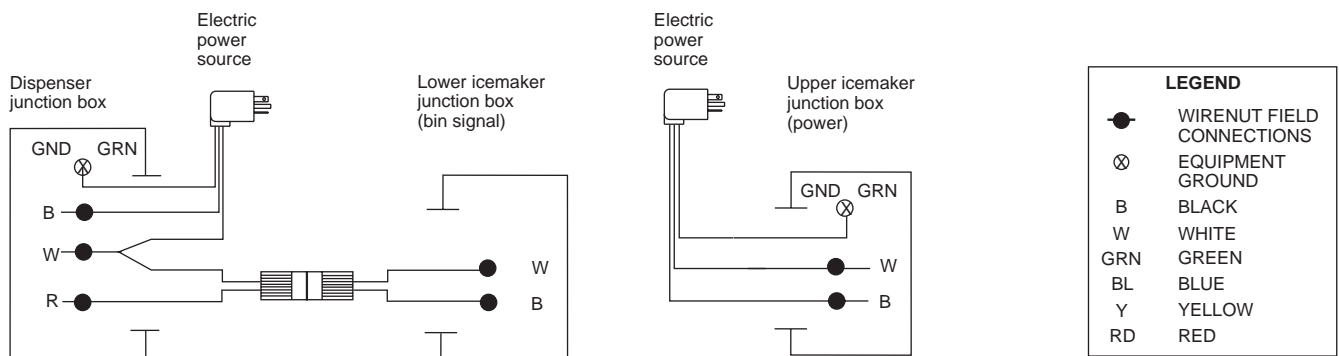 Electric
power
source
Dispenser
junction box
GND GRN
B
W
R
Lower icemaker
junction box
(bin signal)
W
B
Electric
power
source
Upper icemaker
junction box
(power)
GND GRN
W
B
LEGEND
WIRENUT FIELD
CONNECTIONS
EQUIPMENT
GROUND
B BLACK
W WHITE
GRN GREEN
BL BLUE
Y YELLOW
RD RED